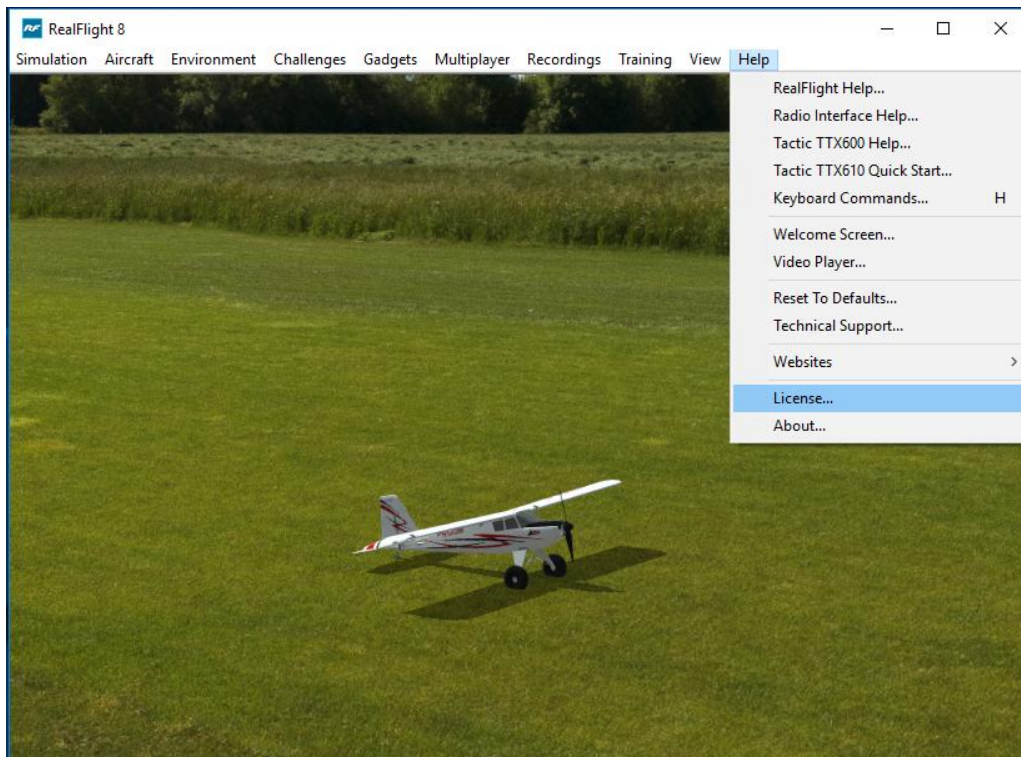 RF RealFlight 8
Simulation Aircraft Environment Challenges Gadgets Multiplayer Recordings Training View Help
RealFlight Help...
Radio Interface Help...
Tactic TTX600 Help...
Tactic TTX610 Quick Start...
Keyboard Commands... H
Welcome Screen...
Video Player...
Reset To Defaults...
Technical Support...
Websites
License...
About...